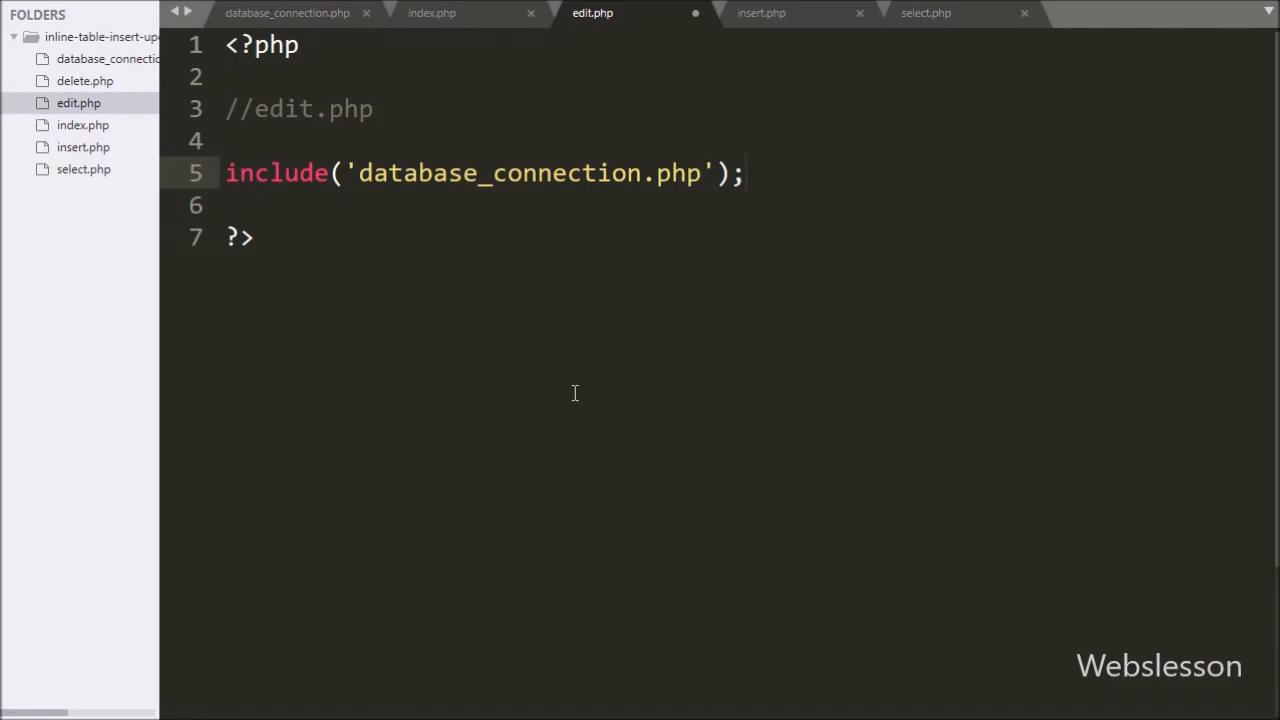 FOLDERS
inline-table-insert-upd
database_connectio
delete.php
edit.php
index.php
insert.php
select.php
database_connection.php
index.php
edit.php
insert.php
select.php
1 <?php
2
3 //edit.php
4
5 include('database_connection.php');
6
7 ?>
Webslesson